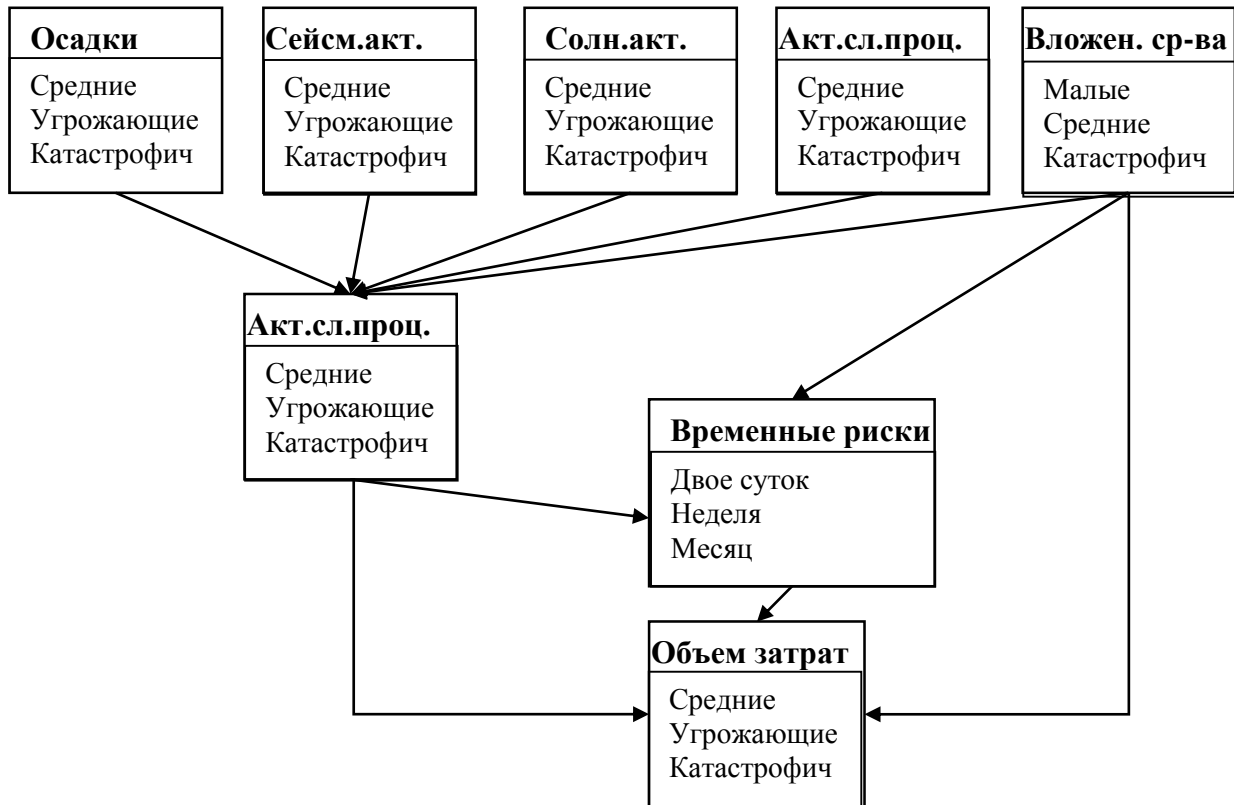 Осадки
Средние
Угрожающие
Катастрофич
Сейсм.акт.
Средние
Угрожающие
Катастрофич
Солн.акт.
Средние
Угрожающие
Катастрофич
Акт.сл.проц.
Средние
Угрожающие
Катастрофич
Вложен. ср-ва
Малые
Средние
Катастрофич
Акт.сл.проц.
Средние
Угрожающие
Катастрофич
Временные риски
Двое суток
Неделя
Месяц
Объем затрат
Средние
Угрожающие
Катастрофич